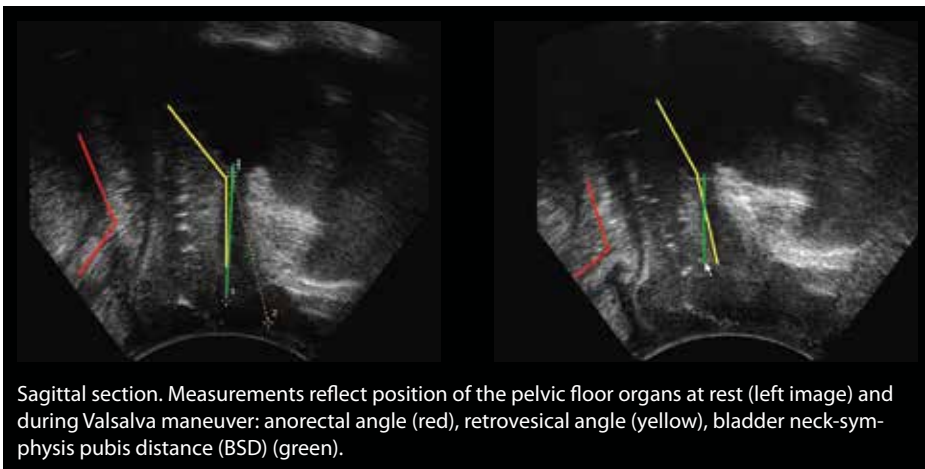 Sagittal section. Measurements reflect position of the pelvic floor organs at rest (left image) and
during Valsalva maneuver: anorectal angle (red), retrovesical angle (yellow), bladder neck-sym-
physis pubis distance (BSD) (green).